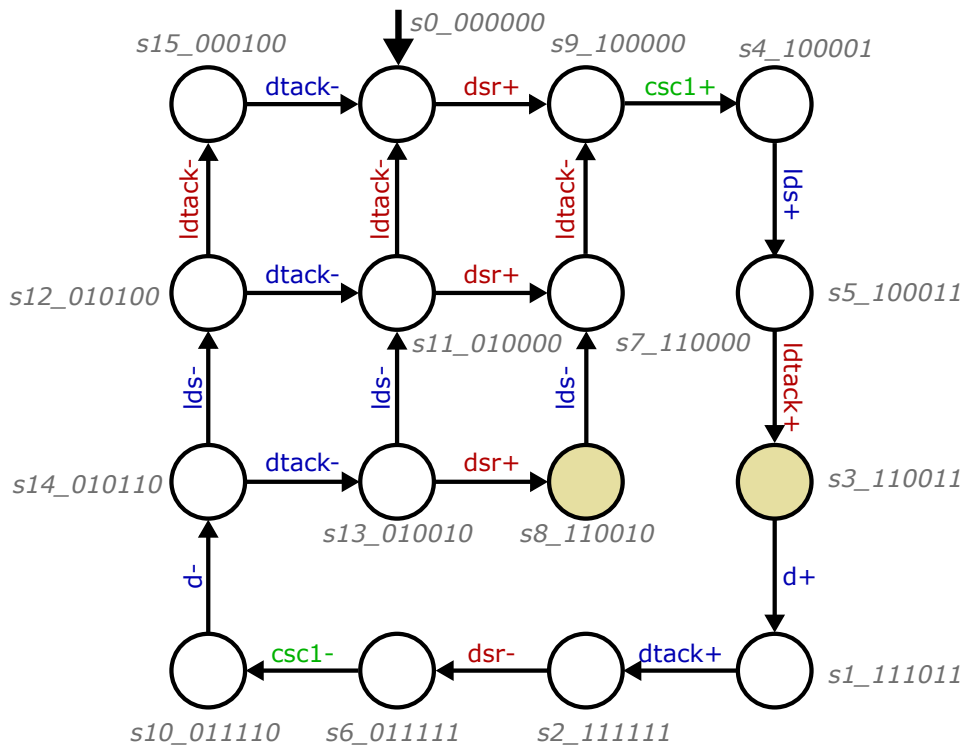 s0_000000
s15_000100
s9_100000
s4_100001
dtack-
dsr+
csc1+
ldtack-
ldtack-
ldtack-
lds+
dtack-
dsr+
s12_010100
s5_100011
s11_010000
s7_110000
lds-
lds-
lds-
ldtack+
dtack-
dsr+
s14_010110
s3_110011
s13_010010
s8_110010
d-
d+
csc1-
dsr-
dtack+
s1_111011
s10_011110
s6_011111
s2_111111